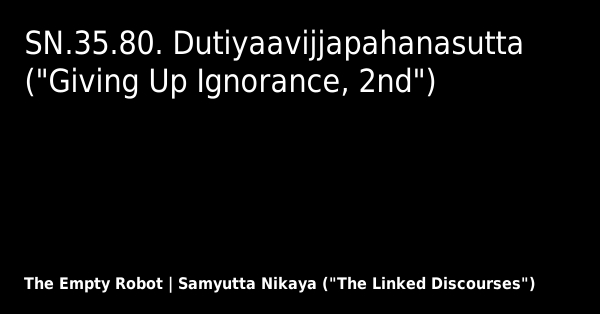 SN.35.80. Dutiyaavijjapahanasutta
("Giving Up Ignorance, 2nd")
The Empty Robot | Samyutta Nikaya ("The Linked Discourses")